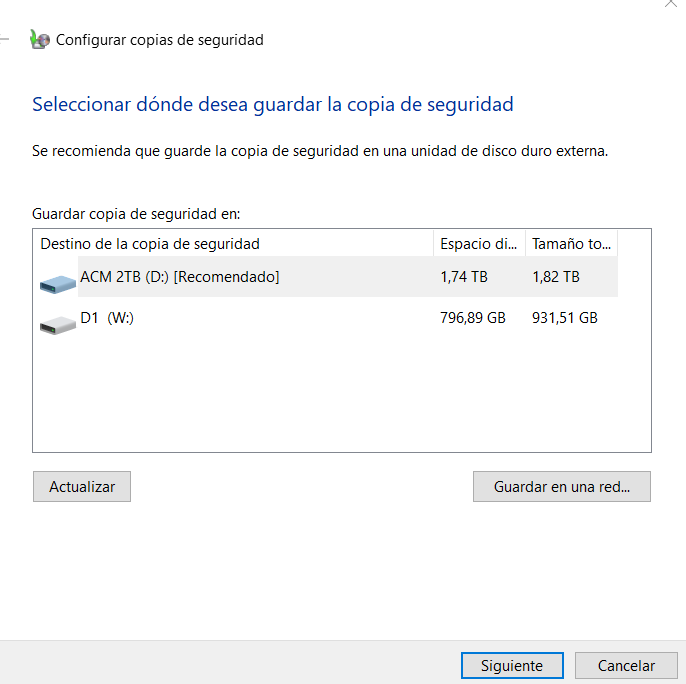 Configurar copias de seguridad
Seleccionar dónde desea guardar la copia de seguridad
Se recomienda que guarde la copia de seguridad en una unidad de disco duro externa.
Guardar copia de seguridad en:
Destino de la copia de seguridad Espacio di... Tamaño to...
ACM 2TB (D:) [Recomendado] 1,74 TB 1,82 TB
D1 (W:) 796,89 GB 931,51 GB
Actualizar Guardar en una red...
Siguiente Cancelar